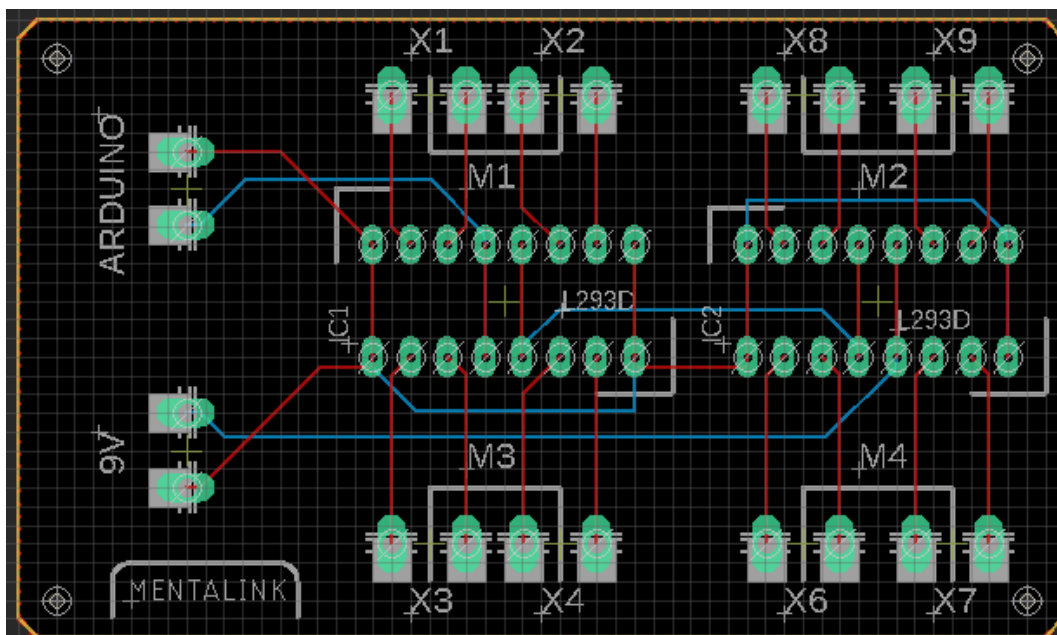 X1 X2 X8 X9
ARDUINO
M1 M2
IC1 L293D IC2 L293D
9V
M3 M4
MENTALINK
X3 X4 X6 X7